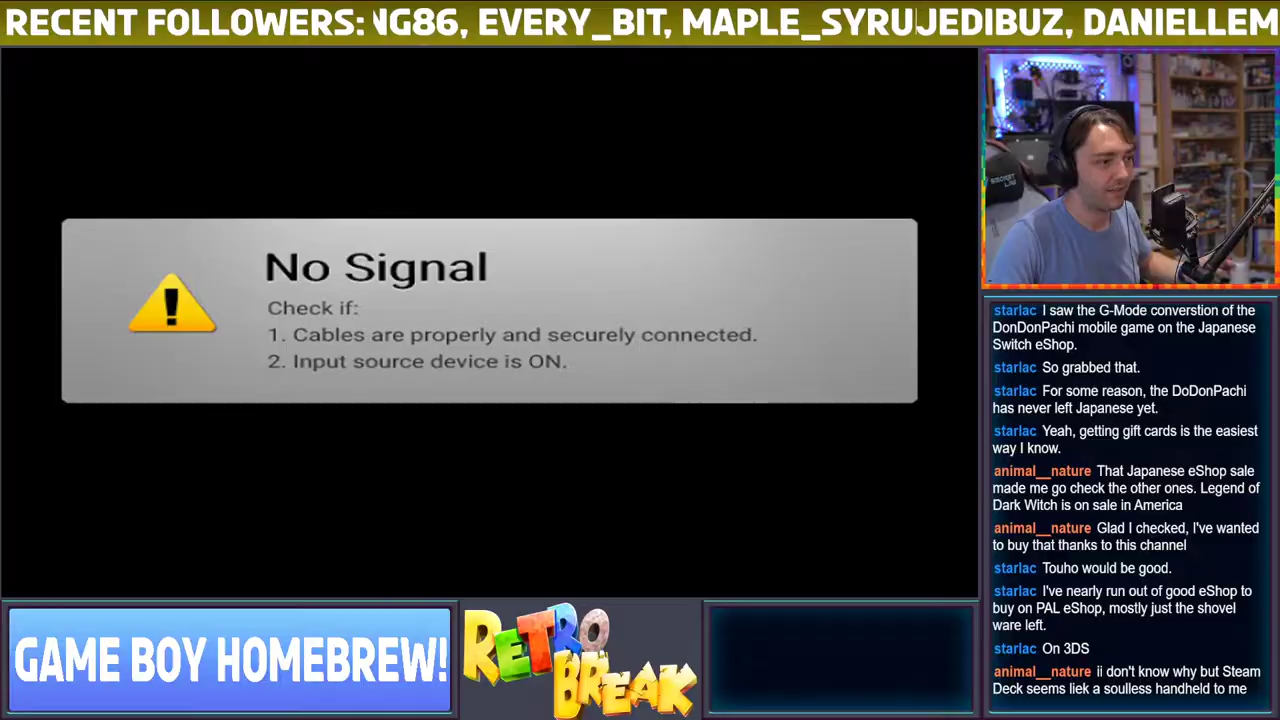 RECENT FOLLOWERS: NG86, EVERY_BIT, MAPLE_SYRUJEDIBUZ, DANIELLEM
No Signal
Check if:
1. Cables are properly and securely connected.
2. Input source device is ON.
starlac I saw the G-Mode converstion of the
DonDonPachi mobile game on the Japanese
Switch eShop.
starlac So grabbed that.
starlac For some reason, the DoDonPachi
has never left Japanese yet.
starlac Yeah, getting gift cards is the easiest
way I know.
animal__nature That Japanese eShop sale
made me go check the other ones. Legend of
Dark Witch is on sale in America
animal__nature Glad I checked, I've wanted
to buy that thanks to this channel
starlac Touho would be good.
starlac I've nearly run out of good eShop to
buy on PAL eShop, mostly just the shovel
ware left.
starlac On 3DS
animal__nature ii don't know why but Steam
Deck seems liek a soulless handheld to me
GAME BOY HOMEBREW!
RETRO
BREAK